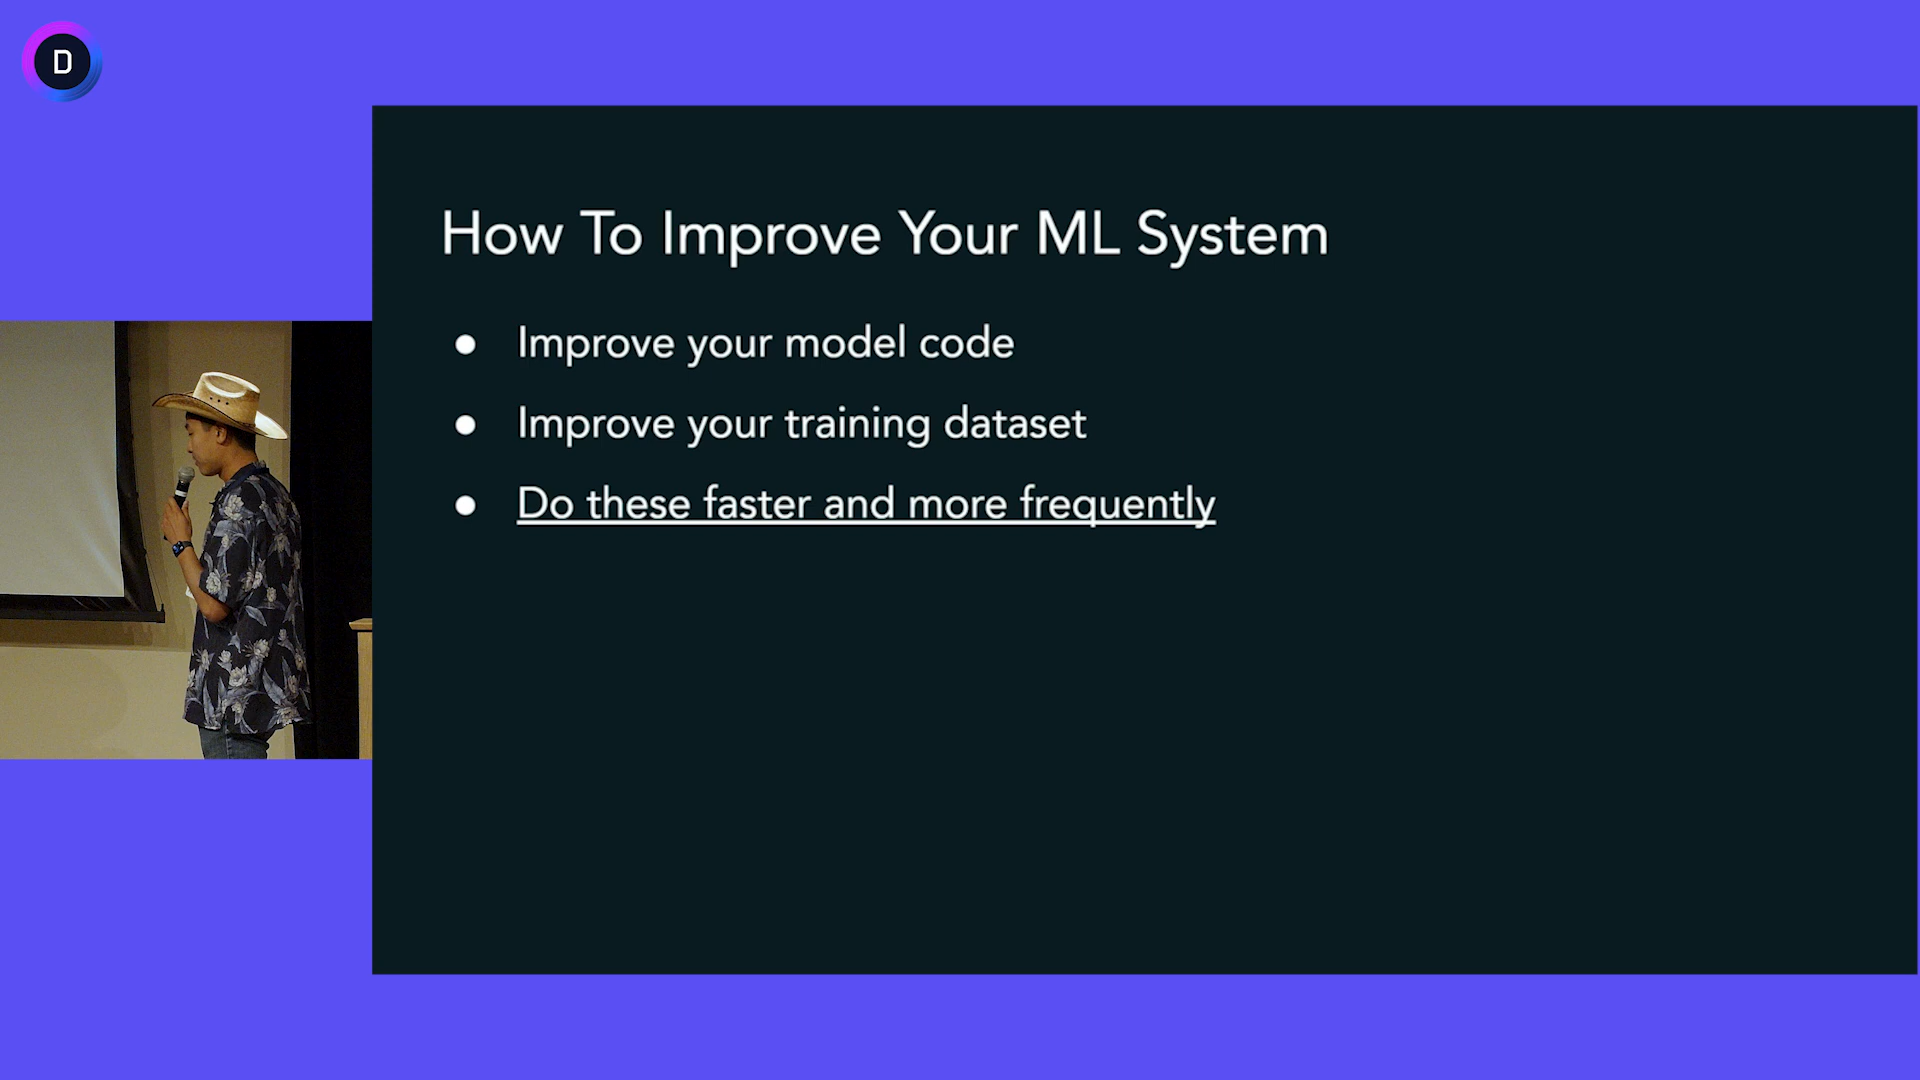 D
How To Improve Your ML System
● Improve your model code
● Improve your training dataset
● Do these faster and more frequently